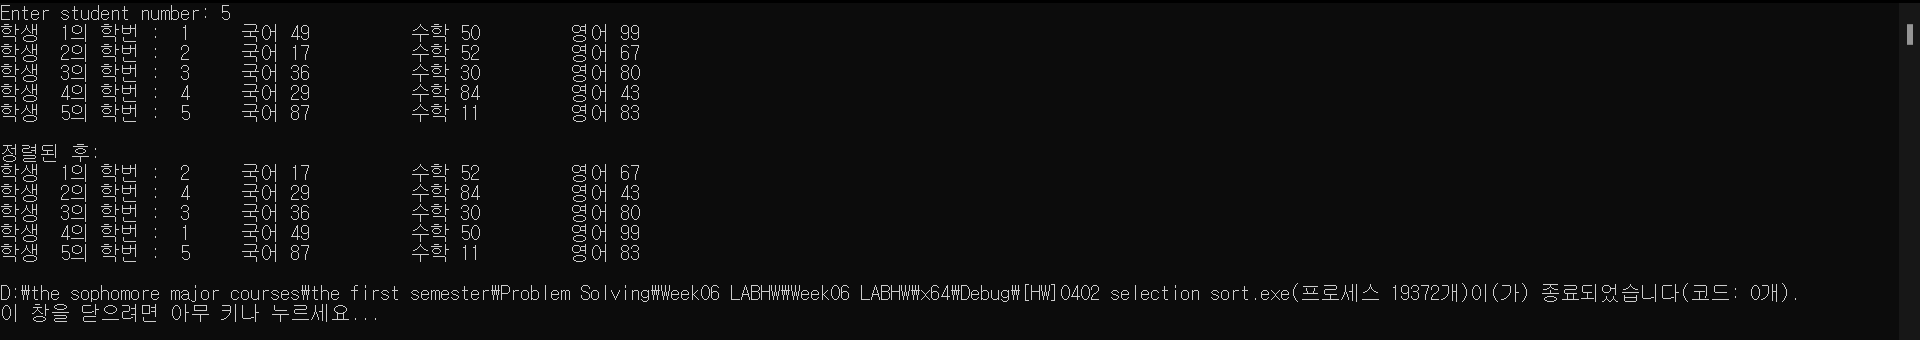 Enter student number: 5
학생 1의 학번 : 1 국어 49 수학 50 영어 99
학생 2의 학번 : 2 국어 17 수학 52 영어 67
학생 3의 학번 : 3 국어 36 수학 30 영어 80
학생 4의 학번 : 4 국어 29 수학 84 영어 43
학생 5의 학번 : 5 국어 87 수학 11 영어 83
정렬된 후:
학생 1의 학번 : 2 국어 17 수학 52 영어 67
학생 2의 학번 : 4 국어 29 수학 84 영어 43
학생 3의 학번 : 3 국어 36 수학 30 영어 80
학생 4의 학번 : 1 국어 49 수학 50 영어 99
학생 5의 학번 : 5 국어 87 수학 11 영어 83
D:₩the sophomore major courses₩the first semester₩Problem Solving₩Week06 LABHW₩Week06 LABHW₩x64₩Debug₩[HW]0402 selection sort.exe(프로세스 19372개)이(가) 종료되었습니다(코드: 0개).
이 창을 닫으려면 아무 키나 누르세요...